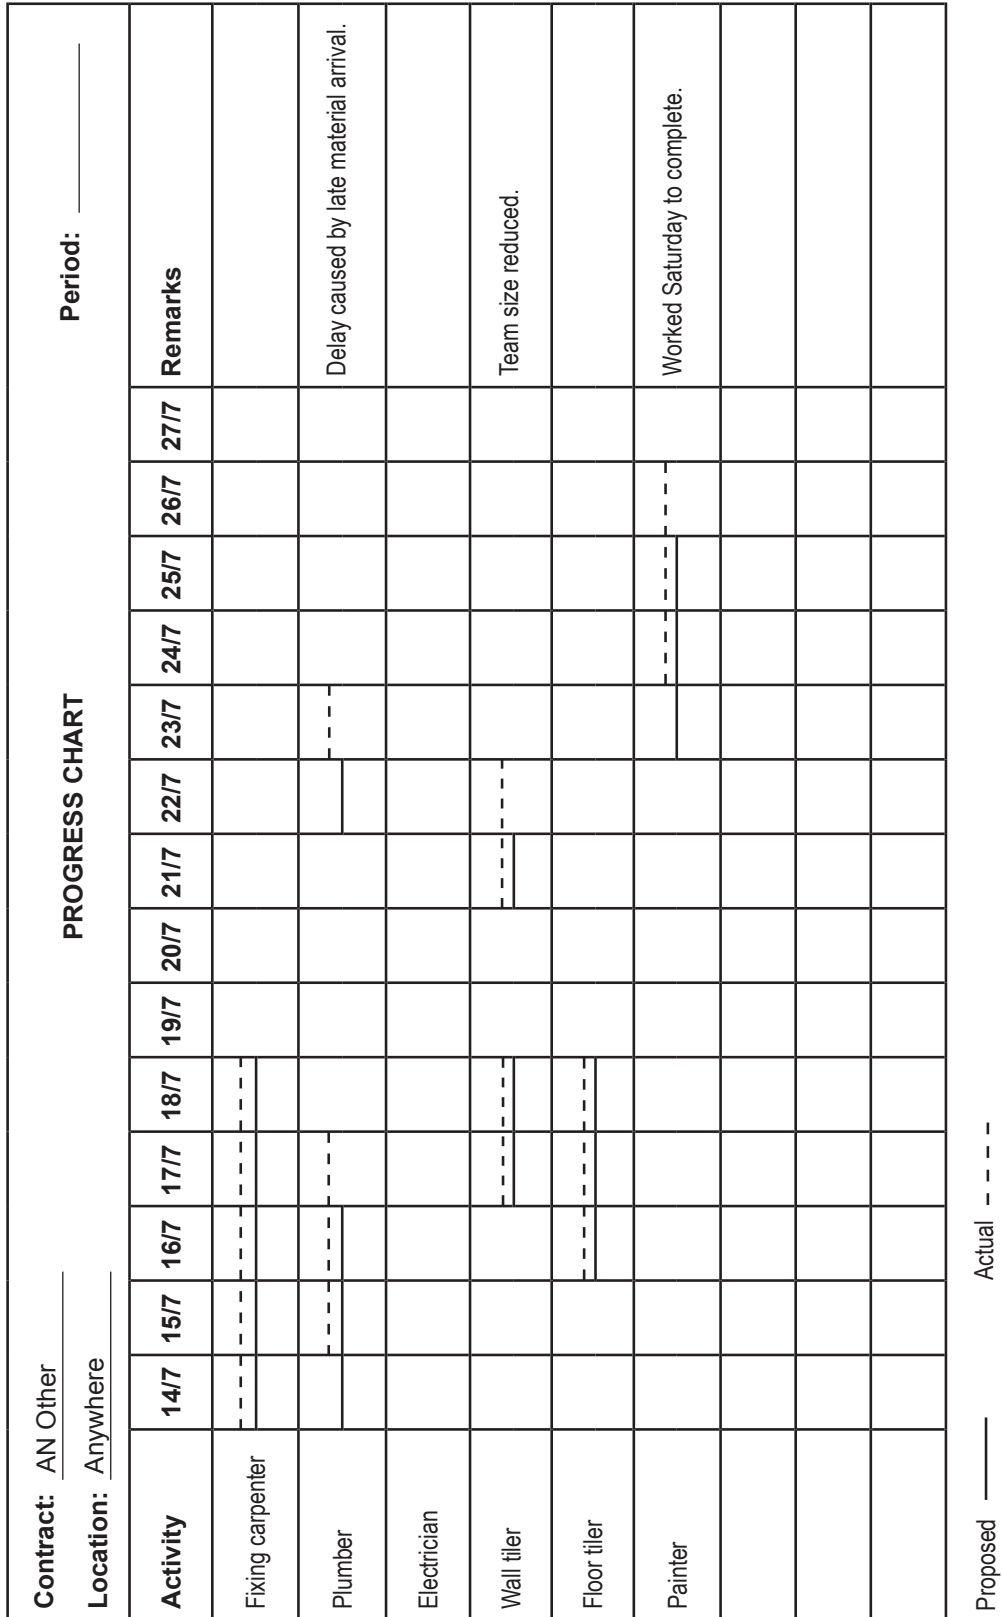 PROGRESS CHART
Contract: AN Other
Period:
Location: Anywhere
Activity 14/7 15/7 16/7 17/7 18/7 19/7 20/7 21/7 22/7 23/7 24/7 25/7 26/7 27/7 Remarks
Fixing carpenter
Plumber Delay caused by late material arrival.
Electrician
Wall tiler Team size reduced.
Floor tiler
Painter Worked Saturday to complete.
Proposed Actual